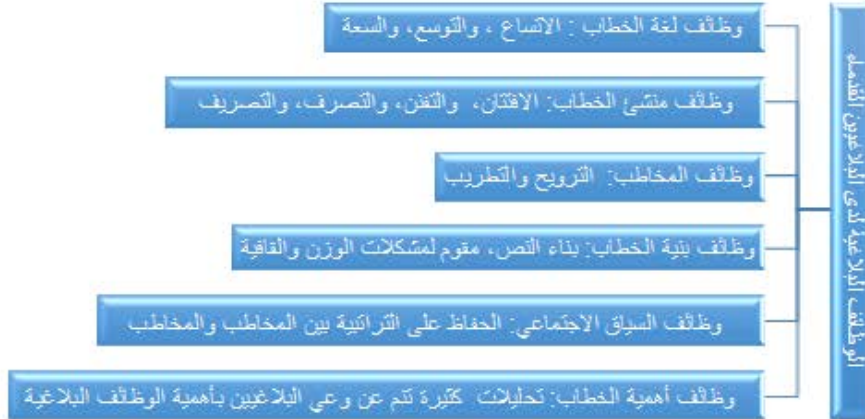 الوظائف البلاغية لدى البلاغيين القدماء
وظائف لغة الخطاب : الاتساع ، والتوسع، والسعة
وظائف منشئ الخطاب: الافتنان، والتفنن، والتصرف، والتصريف
وظائف المخاطب: الترويح والتطريب
وظائف بنية الخطاب: بناء النص، مقوم لمشكلات الوزن والقافية
وظائف السياق الاجتماعي: الحفاظ على التراتبية بين المخاطب والمخاطب
وظائف أهمية الخطاب: تحليلات كثيرة تنم عن وعي البلاغيين بأهمية الوظائف البلاغية